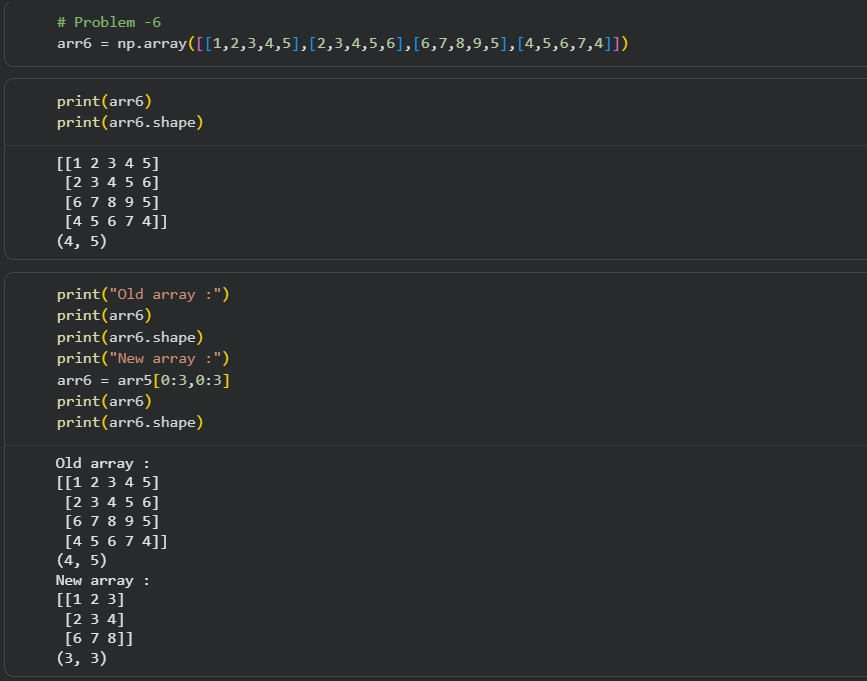 # Problem -6
arr6 = np.array([[1,2,3,4,5],[2,3,4,5,6],[6,7,8,9,5],[4,5,6,7,4]])
print(arr6)
print(arr6.shape)
[[1 2 3 4 5]
 [2 3 4 5 6]
 [6 7 8 9 5]
 [4 5 6 7 4]]
(4, 5)
print("Old array :")
print(arr6)
print(arr6.shape)
print("New array :")
arr6 = arr5[0:3,0:3]
print(arr6)
print(arr6.shape)
Old array :
[[1 2 3 4 5]
 [2 3 4 5 6]
 [6 7 8 9 5]
 [4 5 6 7 4]]
(4, 5)
New array :
[[1 2 3]
 [2 3 4]
 [6 7 8]]
(3, 3)